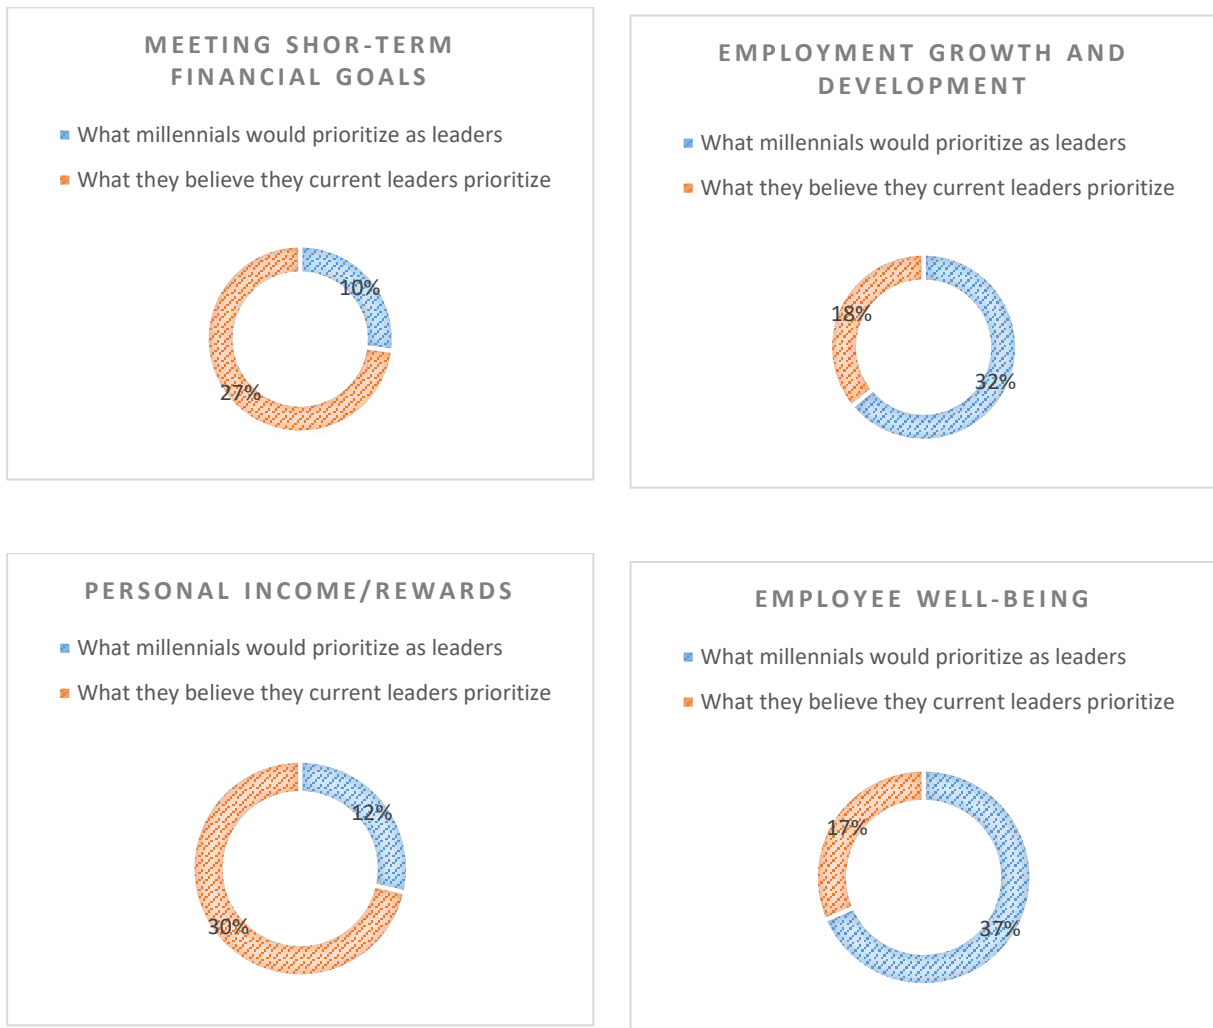 MEETING SHOR-TERM
FINANCIAL GOALS
What millennials would prioritize as leaders
What they believe they current leaders prioritize
10%
27%
EMPLOYMENT GROWTH AND
DEVELOPMENT
What millennials would prioritize as leaders
What they believe they current leaders prioritize
18%
32%
PERSONAL INCOME/REWARDS
What millennials would prioritize as leaders
What they believe they current leaders prioritize
12%
30%
EMPLOYEE WELL-BEING
What millennials would prioritize as leaders
What they believe they current leaders prioritize
17%
37%